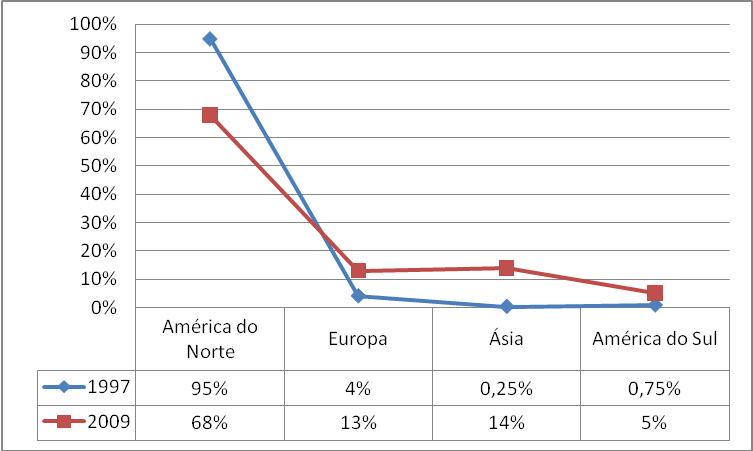 100%
90%
80%
70%
60%
50%
40%
30%
20%
10%
0%
América do
Norte
Europa
Ásia
América do Sul
1997 95% 4% 0,25% 0,75%
2009 68% 13% 14% 5%